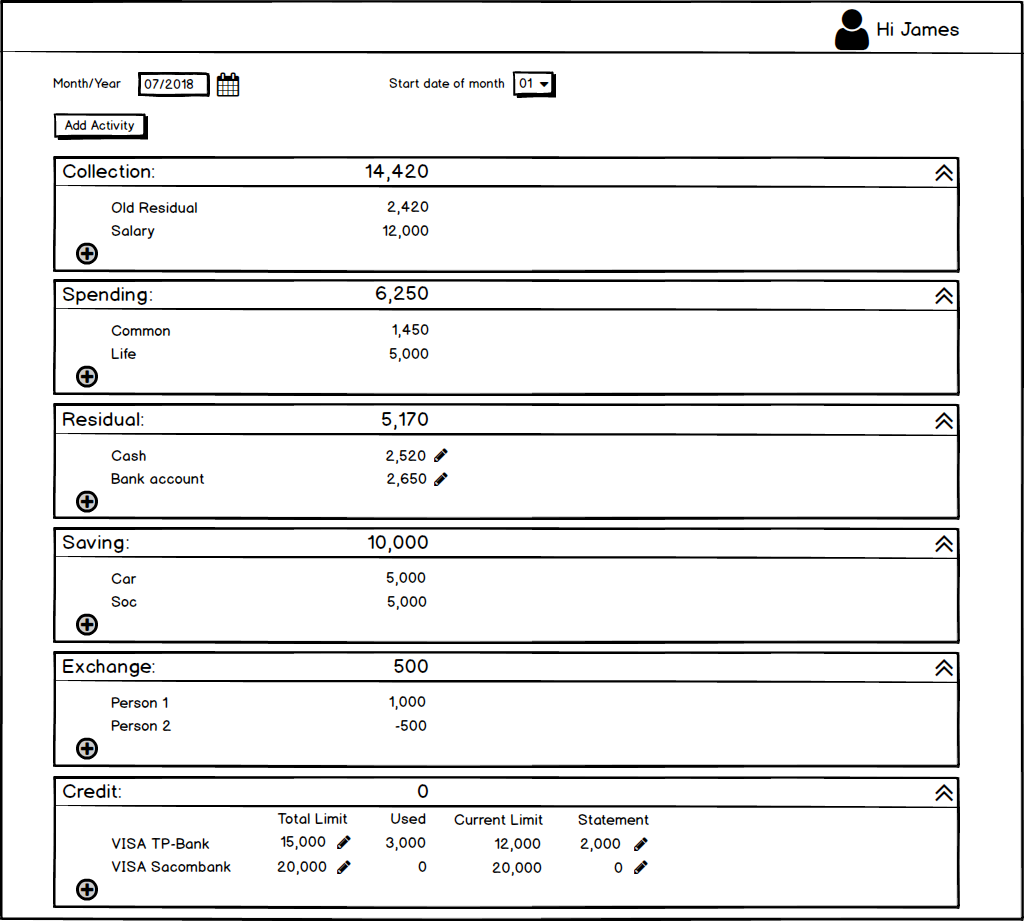 Hi James
Month/Year 07/2018 Start date of month 01
Add Activity
Collection: 14,420
Old Residual 2,420
Salary 12,000
Spending: 6,250
Common 1,450
Life 5,000
Residual: 5,170
Cash 2,520
Bank account 2,650
Saving: 10,000
Car 5,000
Soc 5,000
Exchange: 500
Person 1 1,000
Person 2 -500
Credit: 0
Total Limit Used Current Limit Statement
VISA TP-Bank 15,000 3,000 12,000 2,000
VISA Sacombank 20,000 0 20,000 0